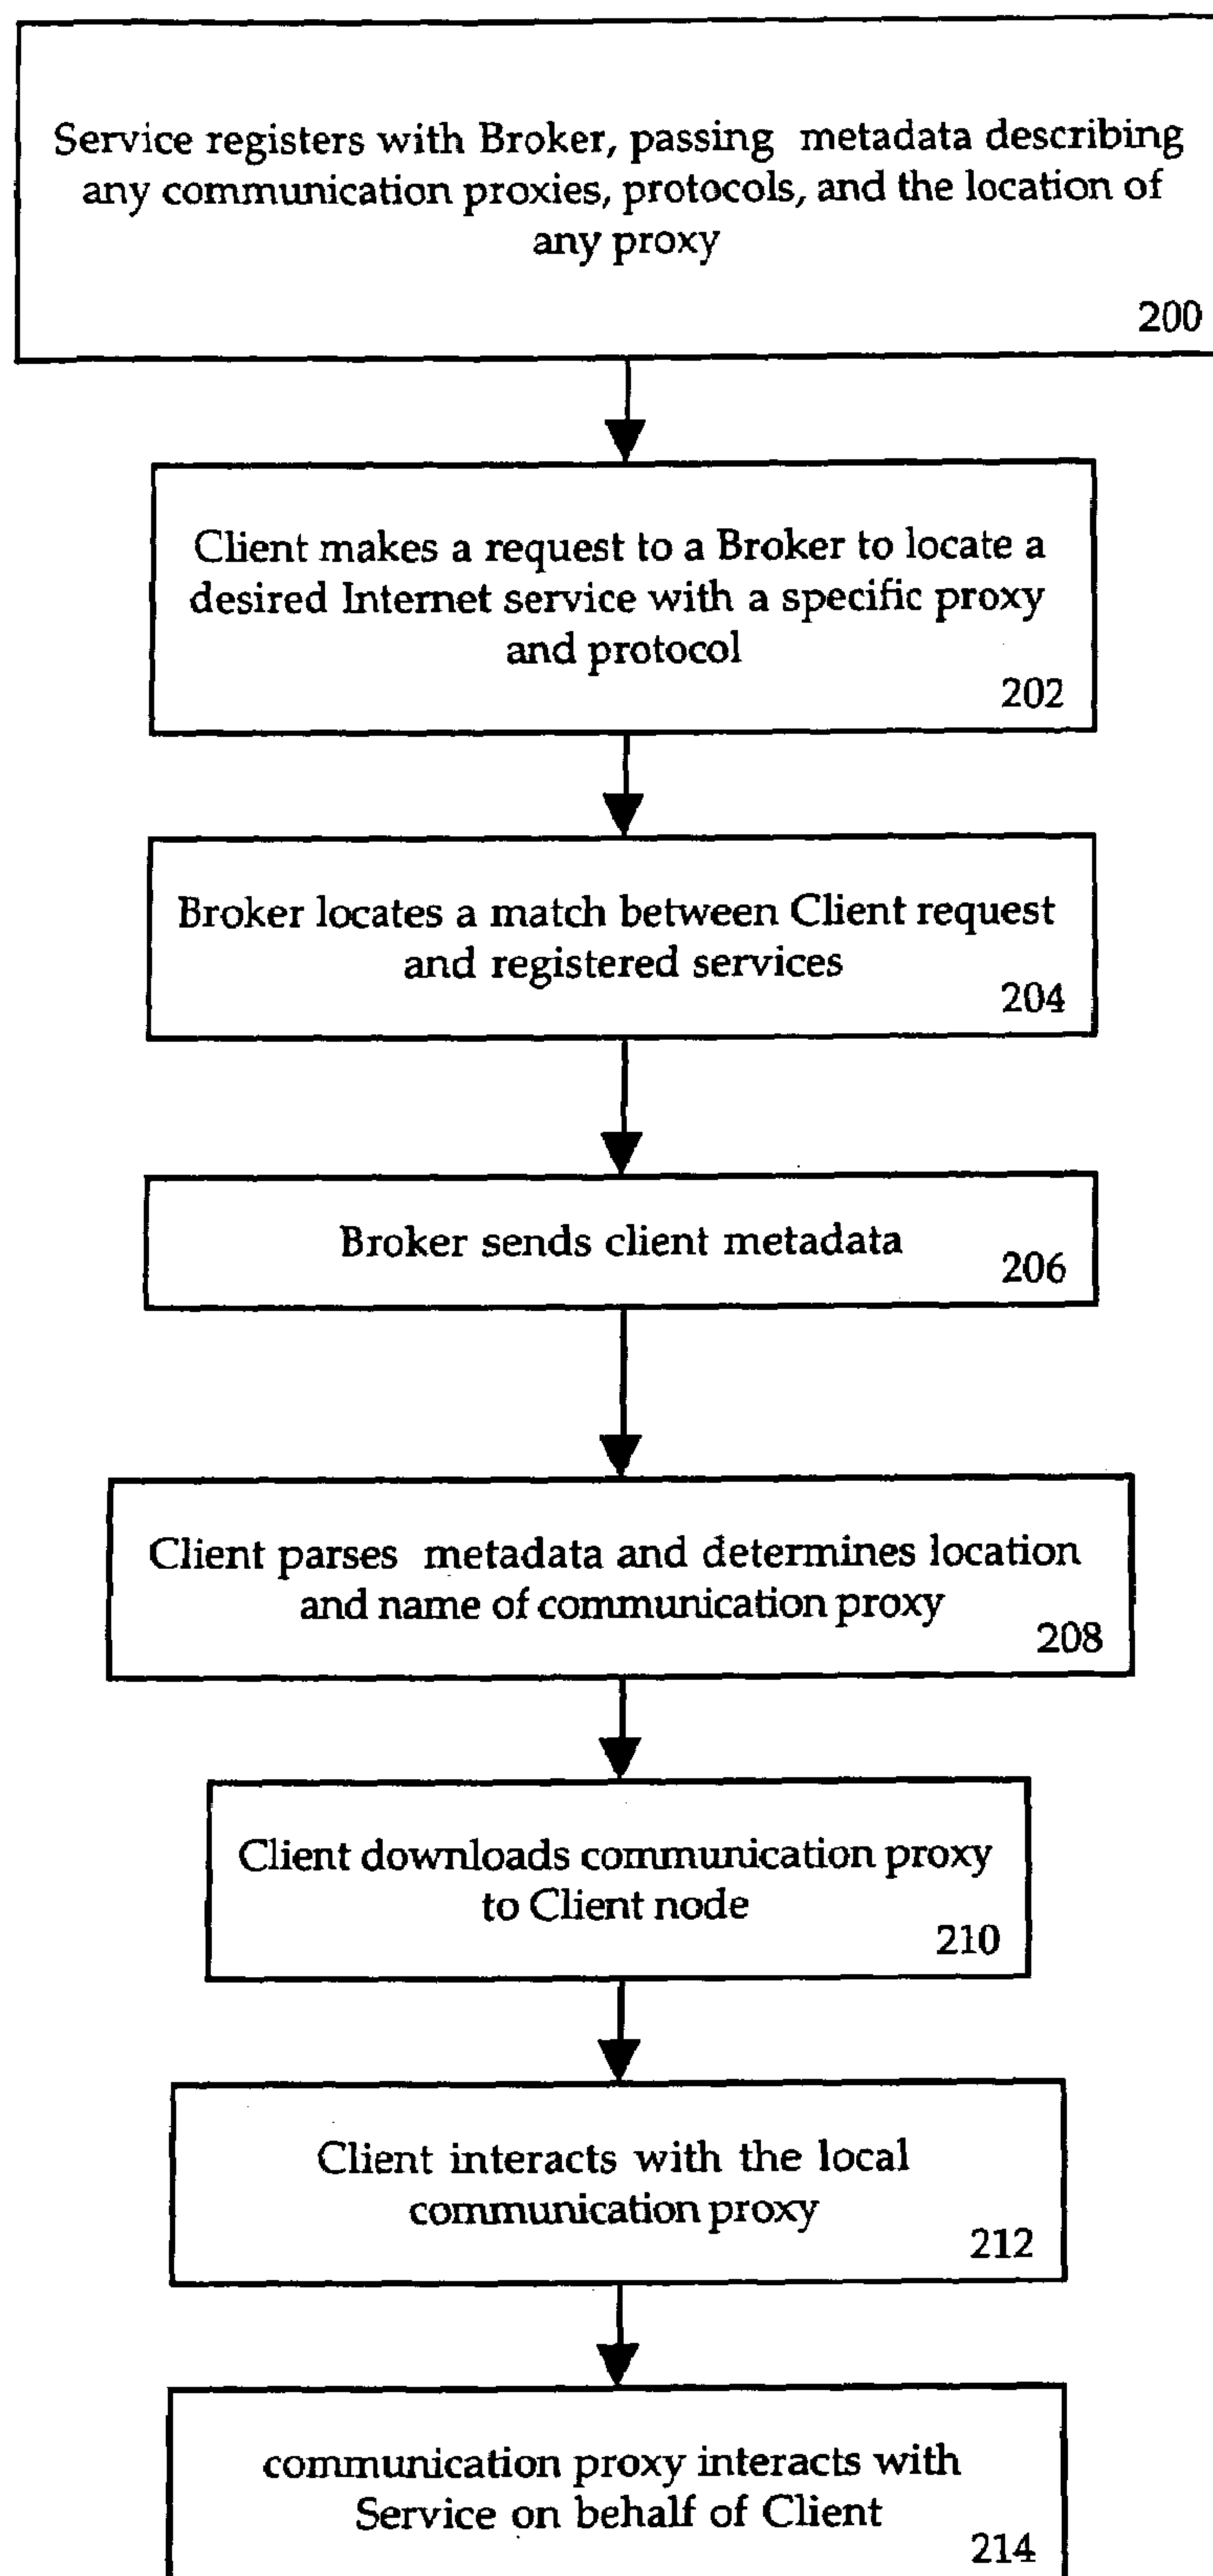 Service registers with Broker, passing metadata describing
any communication proxies, protocols, and the location of
any proxy
200
Client makes a request to a Broker to locate a
desired Internet service with a specific proxy
and protocol
202
Broker locates a match between Client request
and registered services
204
Broker sends client metadata
206
Client parses metadata and determines location
and name of communication proxy
208
Client downloads communication proxy
to Client node
210
Client interacts with the local
communication proxy
212
communication proxy interacts with
Service on behalf of Client
214